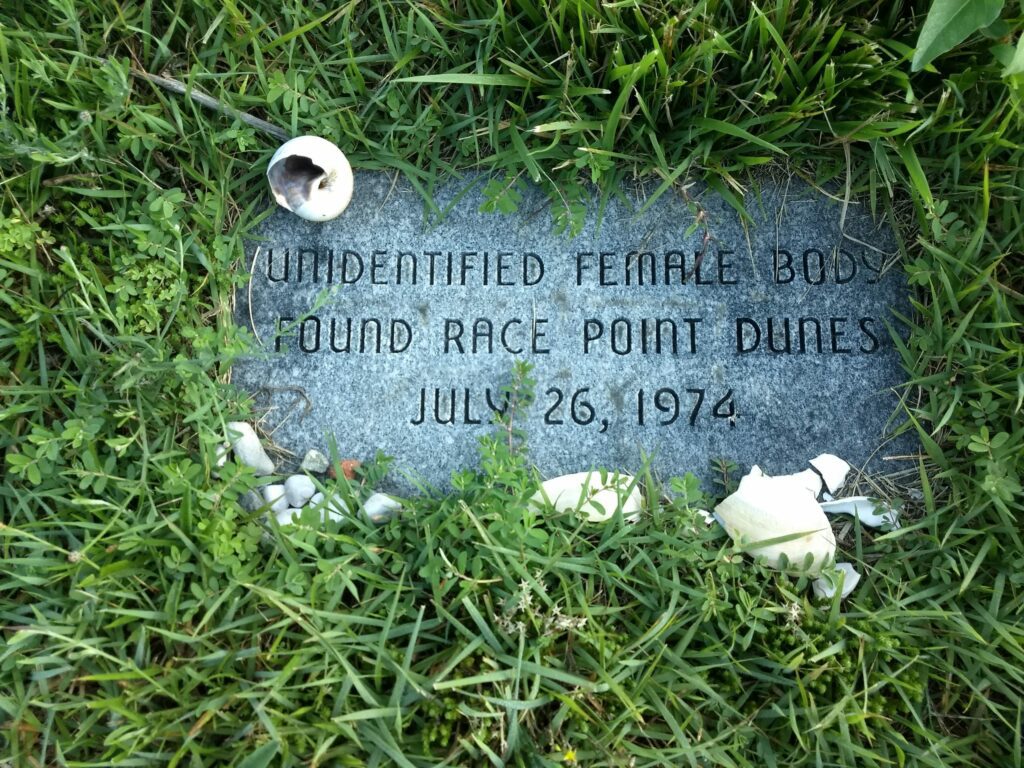 UNIDENTIFIED FEMALE BODY
FOUND RACE POINT DUNES
JULY 26, 1974